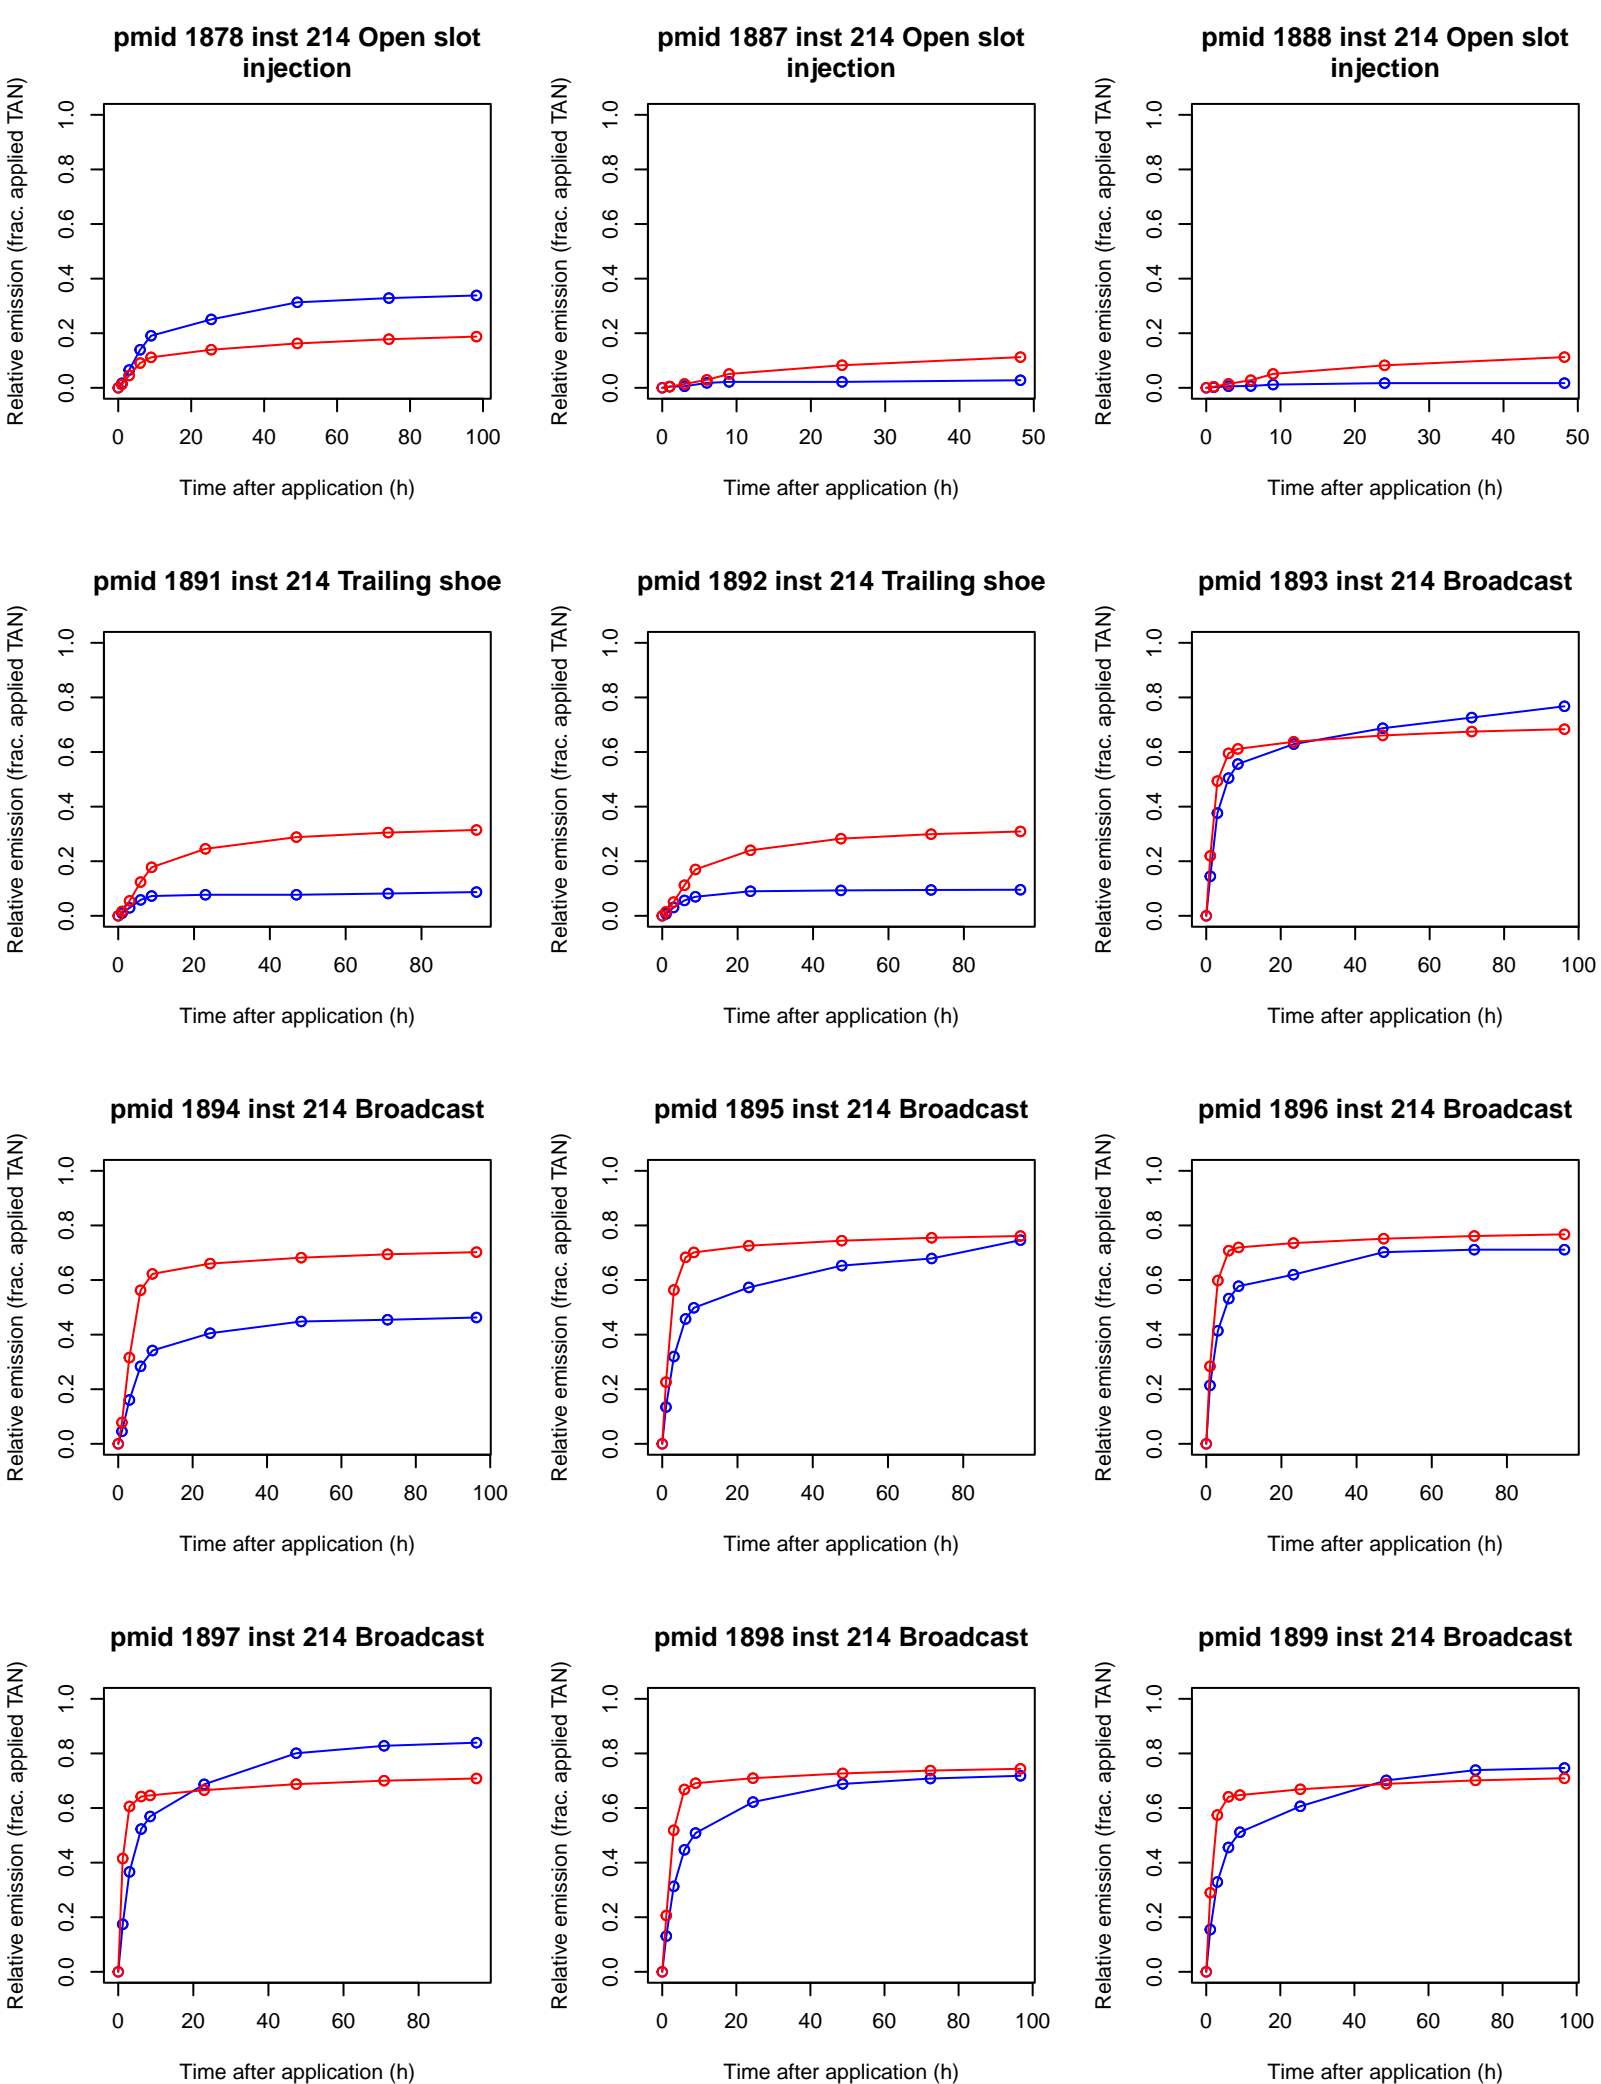 pmid 1878 inst 214 Open slot
injection
Relative emission (frac. applied TAN)
1.0
0.8
0.6
0.4
0.2
0.0
0 20 40 60 80 100
Time after application (h)
pmid 1887 inst 214 Open slot
injection
Relative emission (frac. applied TAN)
1.0
0.8
0.6
0.4
0.2
0.0
0 10 20 30 40 50
Time after application (h)
pmid 1888 inst 214 Open slot
injection
Relative emission (frac. applied TAN)
1.0
0.8
0.6
0.4
0.2
0.0
0 10 20 30 40 50
Time after application (h)
pmid 1891 inst 214 Trailing shoe
Relative emission (frac. applied TAN)
1.0
0.8
0.6
0.4
0.2
0.0
0 20 40 60 80
Time after application (h)
pmid 1892 inst 214 Trailing shoe
Relative emission (frac. applied TAN)
1.0
0.8
0.6
0.4
0.2
0.0
0 20 40 60 80
Time after application (h)
pmid 1893 inst 214 Broadcast
Relative emission (frac. applied TAN)
1.0
0.8
0.6
0.4
0.2
0.0
0 20 40 60 80 100
Time after application (h)
pmid 1894 inst 214 Broadcast
Relative emission (frac. applied TAN)
1.0
0.8
0.6
0.4
0.2
0.0
0 20 40 60 80 100
Time after application (h)
pmid 1895 inst 214 Broadcast
Relative emission (frac. applied TAN)
1.0
0.8
0.6
0.4
0.2
0.0
0 20 40 60 80
Time after application (h)
pmid 1896 inst 214 Broadcast
Relative emission (frac. applied TAN)
1.0
0.8
0.6
0.4
0.2
0.0
0 20 40 60 80
Time after application (h)
pmid 1897 inst 214 Broadcast
Relative emission (frac. applied TAN)
1.0
0.8
0.6
0.4
0.2
0.0
0 20 40 60 80
Time after application (h)
pmid 1898 inst 214 Broadcast
Relative emission (frac. applied TAN)
1.0
0.8
0.6
0.4
0.2
0.0
0 20 40 60 80 100
Time after application (h)
pmid 1899 inst 214 Broadcast
Relative emission (frac. applied TAN)
1.0
0.8
0.6
0.4
0.2
0.0
0 20 40 60 80 100
Time after application (h)